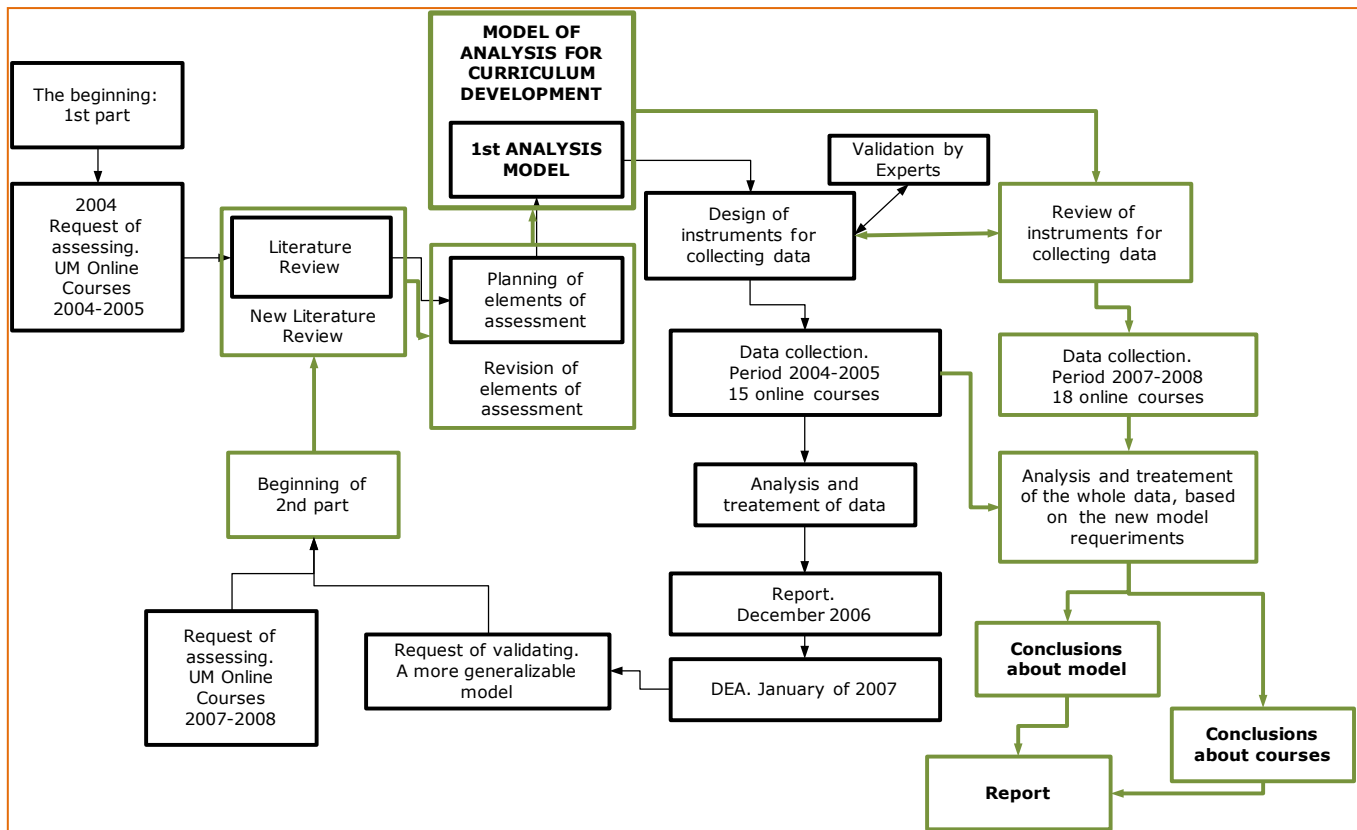 The beginning:
1st part
2004
Request of
assessing.
UM Online
Courses
2004-2005
Literature
Review
New Literature
Review
MODEL OF
ANALYSIS FOR
CURRICULUM
DEVELOPMENT
1st ANALYSIS
MODEL
Planning of
elements of
assessment
Revision of
elements of
assessment
Validation by
Experts
Design of
instruments for
collecting data
Review of
instruments for
collecting data
Data collection.
Period 2004-2005
15 online courses
Data collection.
Period 2007-2008
18 online courses
Beginning of
2nd part
Analysis and
treatement of data
Analysis and treatement
of the whole data, based
on the new model
requeriments
Request of
assessing.
UM Online
Courses
2007-2008
Request of validating.
A more generalizable
model
Report.
December 2006
DEA. January of 2007
Conclusions
about model
Conclusions
about courses
Report